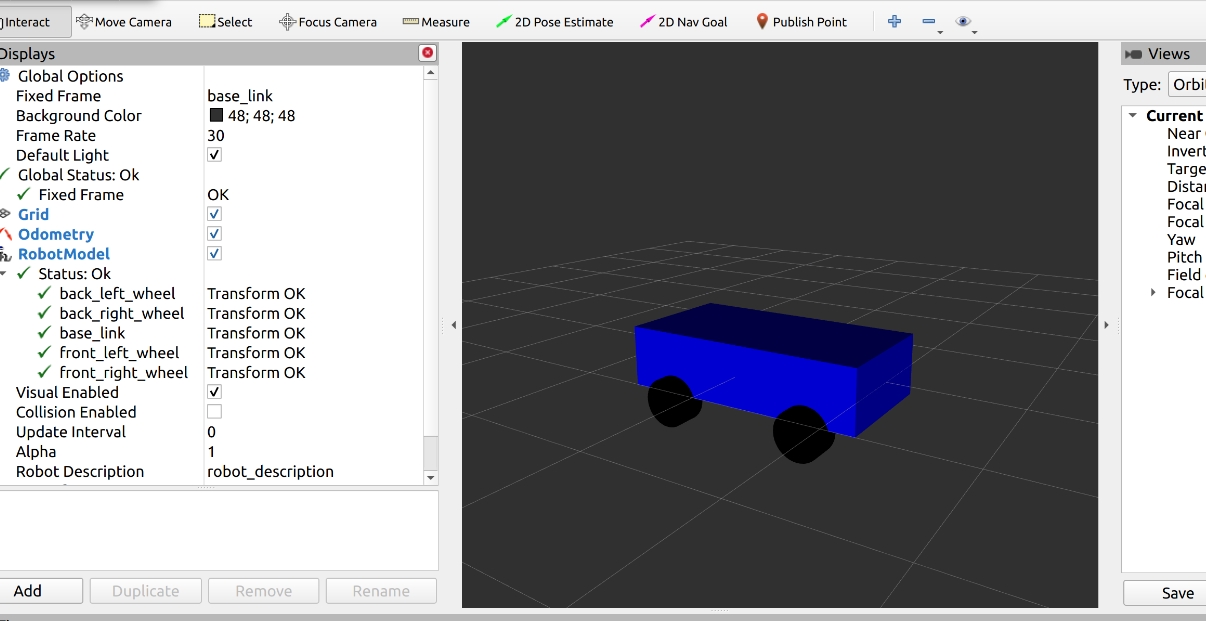 Interact Move Camera Select Focus Camera Measure 2D Pose Estimate 2D Nav Goal Publish Point
Displays
Global Options
Fixed Frame base_link
Background Color 48; 48; 48
Frame Rate 30
Default Light
Global Status: Ok
Fixed Frame OK
Grid
Odometry
RobotModel
Status: Ok
back_left_wheel Transform OK
back_right_wheel Transform OK
base_link Transform OK
front_left_wheel Transform OK
front_right_wheel Transform OK
Visual Enabled
Collision Enabled
Update Interval 0
Alpha 1
Robot Description robot_description
Add Duplicate Remove Rename
Views
Type: Orbi
Current
Near
Invert
Targe
Distan
Focal
Focal
Yaw
Pitch
Field
Focal
Save